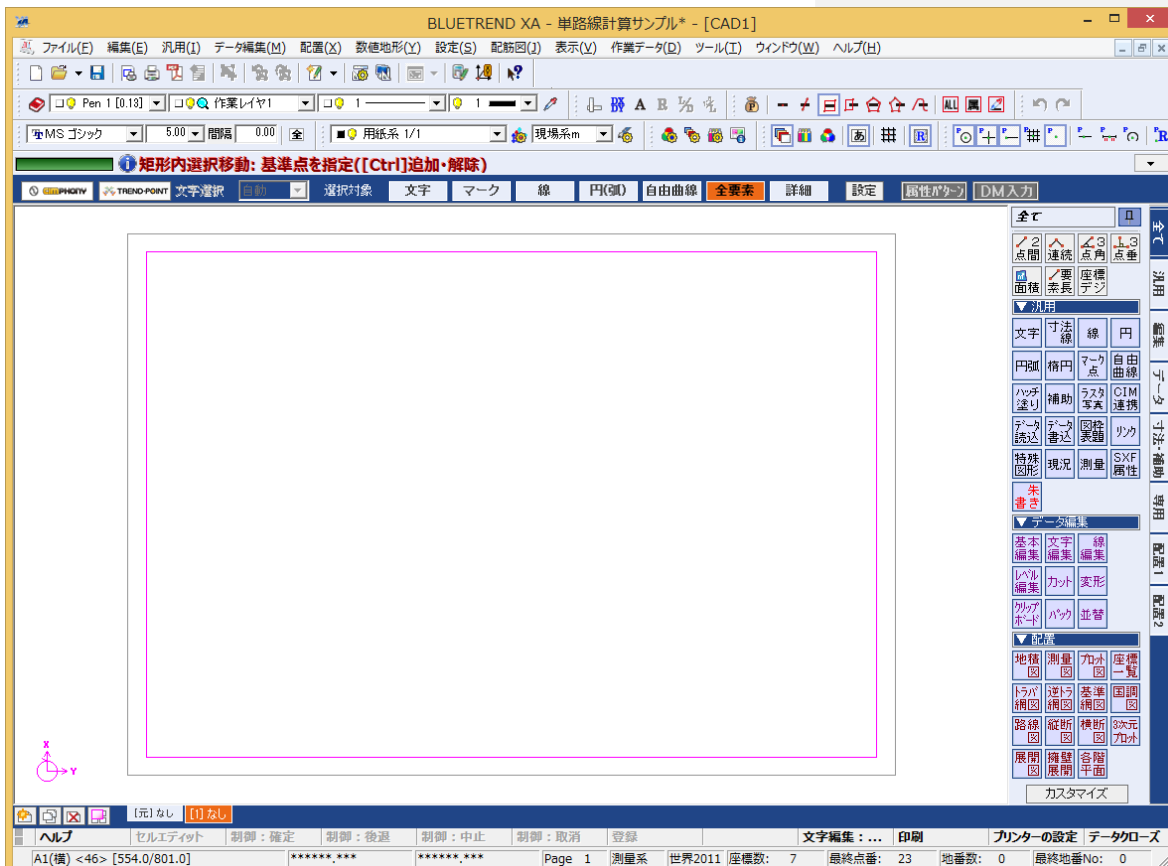 BLUETREND XA - 単路線計算サンプル* - [CAD1]
ファイル(F) 編集(E) 汎用(I) データ編集(M) 配置(X) 数値地形(Y) 設定(S) 配筋図(J) 表示(V) 作業データ(D) ツール(T) ウィンドウ(W) ヘルプ(H)
Pen 1 [0.13] 作業レイヤ1 1 1
MS ゴシック 5.00 間隔 0.00 全 用紙系 1/1 現場系m
矩形内選択移動: 基準点を指定([Ctrl]追加・解除)
SiMPHONY TREND-POINT 文字選択 自動 選択対象 文字 マーク 線 円(弧) 自由曲線 全要素 詳細 設定 属性パターン DM入力
全て
2点間 連続 3点角 3点垂
面積 要素長 座標デジ
▼ 汎用
文字 寸法線 線 円
円弧 楕円 マーク点 自由曲線
ハッチ塗り 補助 ラスタ写真 CIM連携
データ読込 データ書込 図枠表題 リンク
特殊図形 現況 測量 SXF属性
朱書き
▼ データ編集
基本編集 文字編集 線編集
レベル編集 カット 変形
クリップボード パック 並替
▼ 配置
地積図 測量図 プロット図 座標一覧
トラバ網図 逆トラ網図 基準網図 国調図
路線図 縦断図 横断図 3次元プロット
展開図 擁壁展開 各階平面
カスタマイズ
全て
汎用
編集
データ
寸法・補助
専用
配置1
配置2
X
Y
[元] なし [1] なし
ヘルプ セルエディット 制御：確定 制御：後退 制御：中止 制御：取消 登録 文字編集：... 印刷 プリンターの設定 データクローズ
A1(横) <46> [554.0/801.0] ******.*** ******.*** Page 1 測量系 世界2011 座標数: 7 最終点番: 23 地番数: 0 最終地番No: 0